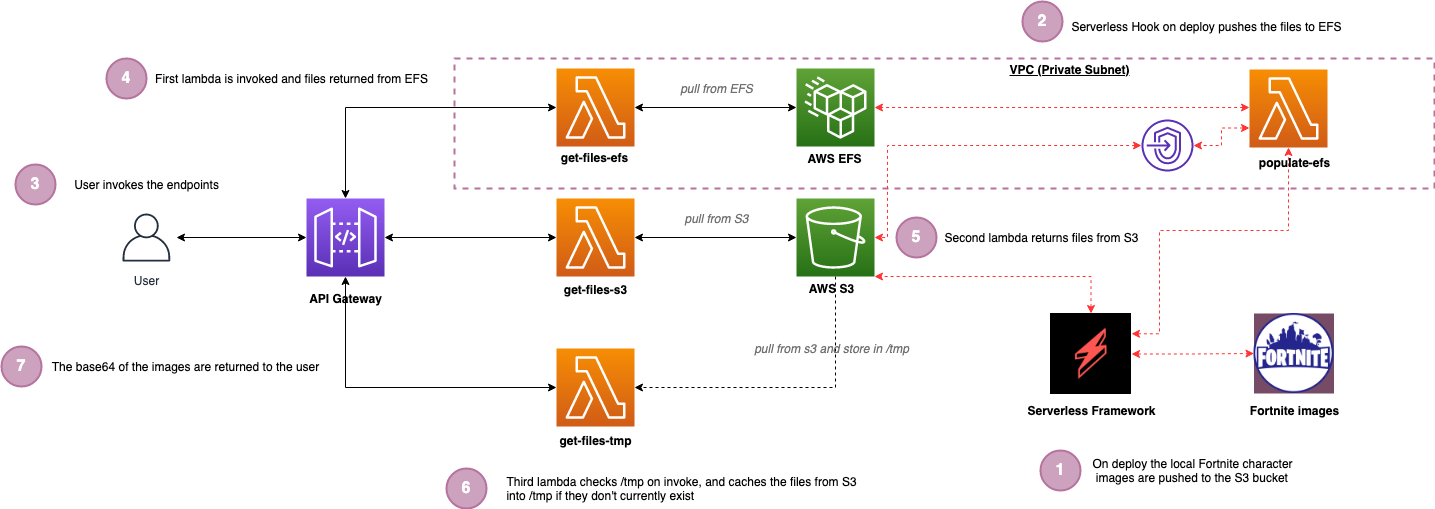 2
Serverless Hook on deploy pushes the files to EFS
4
First lambda is invoked and files returned from EFS
VPC (Private Subnet)
pull from EFS
get-files-efs
AWS EFS
populate-efs
3
User invokes the endpoints
User
</>
API Gateway
pull from S3
get-files-s3
AWS S3
5
Second lambda returns files from S3
7
The base64 of the images are returned to the user
pull from s3 and store in /tmp
get-files-tmp
Serverless Framework
FORTNITE
Fortnite images
6
Third lambda checks /tmp on invoke, and caches the files from S3
into /tmp if they don't currently exist
1
On deploy the local Fortnite character
images are pushed to the S3 bucket